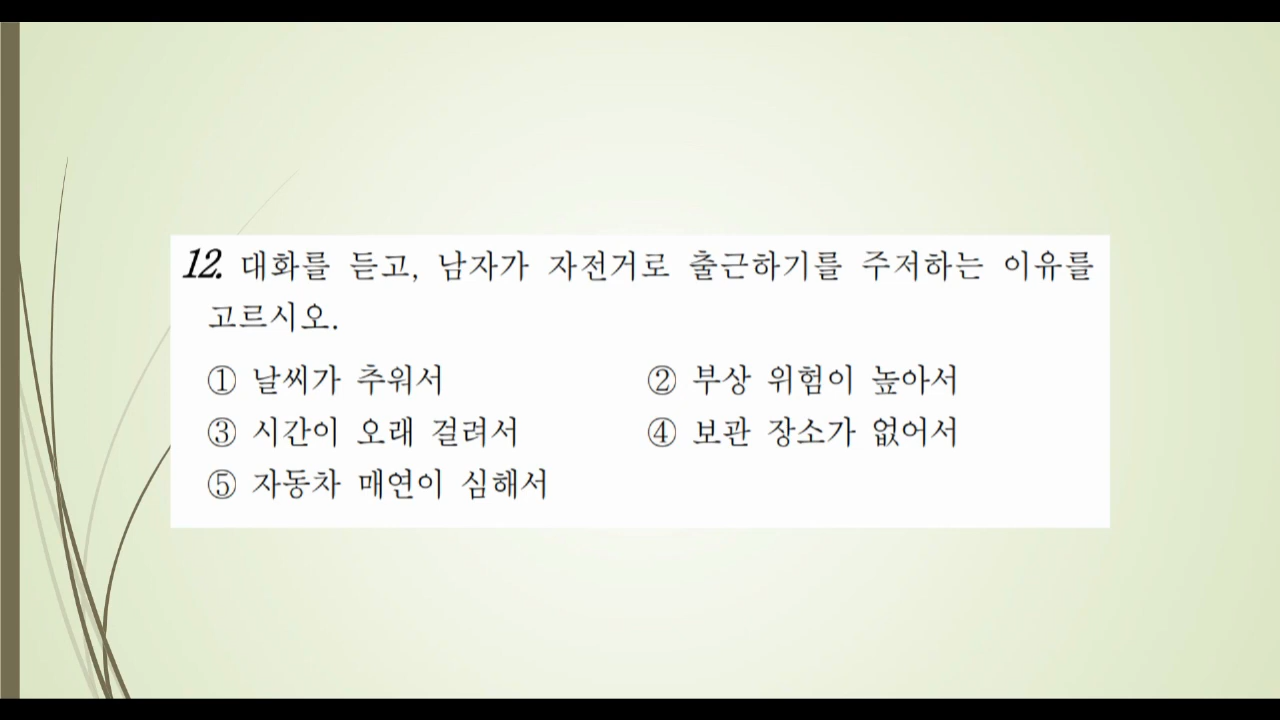 12. 대화를 듣고, 남자가 자전거로 출근하기를 주저하는 이유를
고르시오.
① 날씨가 추워서 ② 부상 위험이 높아서
③ 시간이 오래 걸려서 ④ 보관 장소가 없어서
⑤ 자동차 매연이 심해서